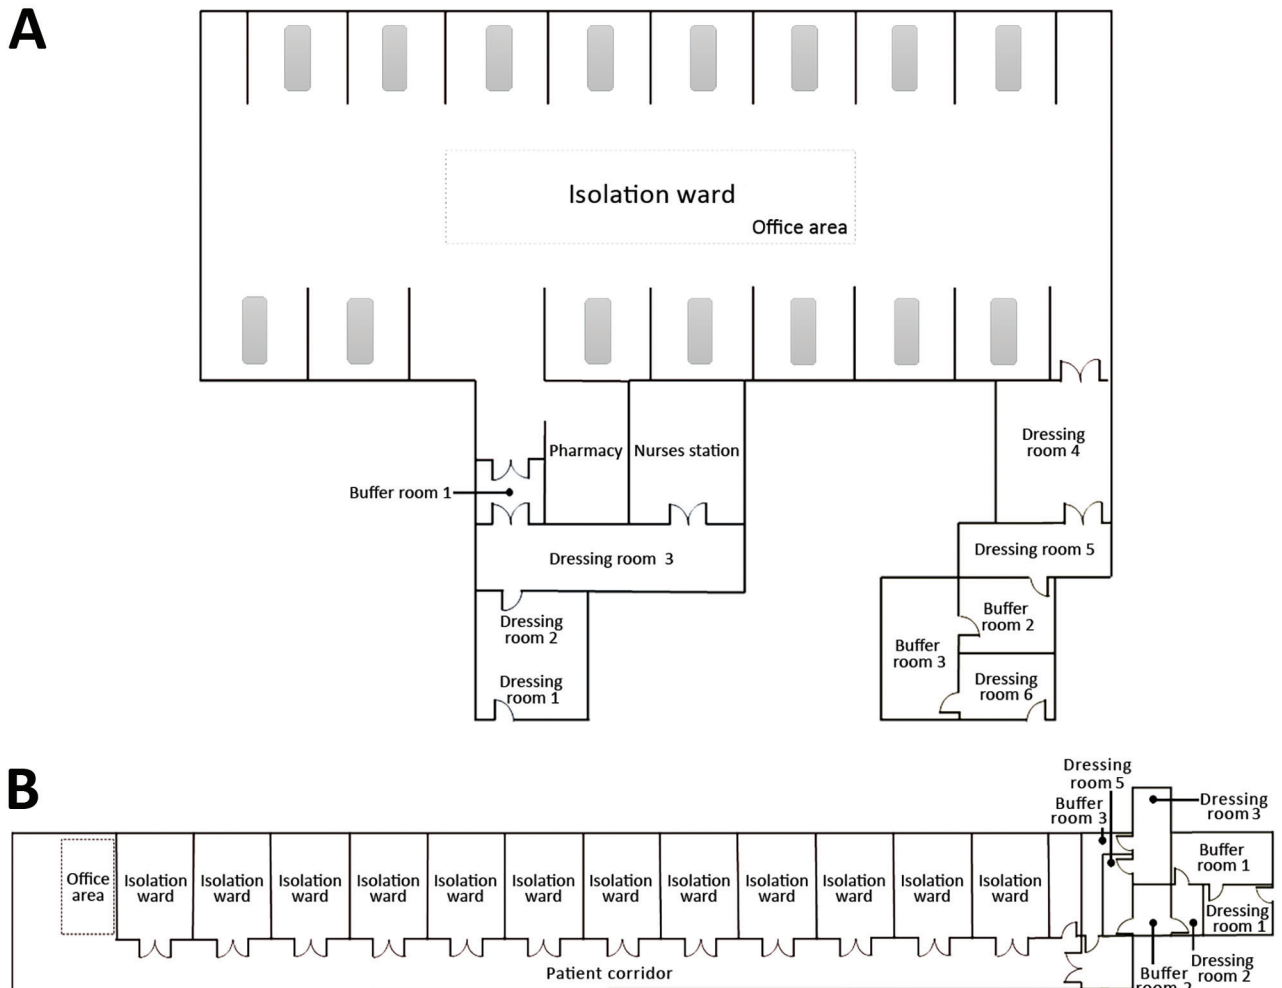 A
Isolation ward
Office area
Pharmacy
Nurses station
Dressing
room 4
Buffer room 1
Dressing room 3
Dressing room 5
Dressing
room 2
Buffer
room 2
Buffer
room 3
Dressing
room 1
Dressing
room 6
B
Dressing
room 5
Buffer
room 3
Dressing
room 3
Buffer
room 1
Office
area
Isolation
ward
Isolation
ward
Isolation
ward
Isolation
ward
Isolation
ward
Isolation
ward
Isolation
ward
Isolation
ward
Isolation
ward
Isolation
ward
Isolation
ward
Isolation
ward
Dressing
room 1
Patient corridor
Dressing
room 2
Buffer
room 2